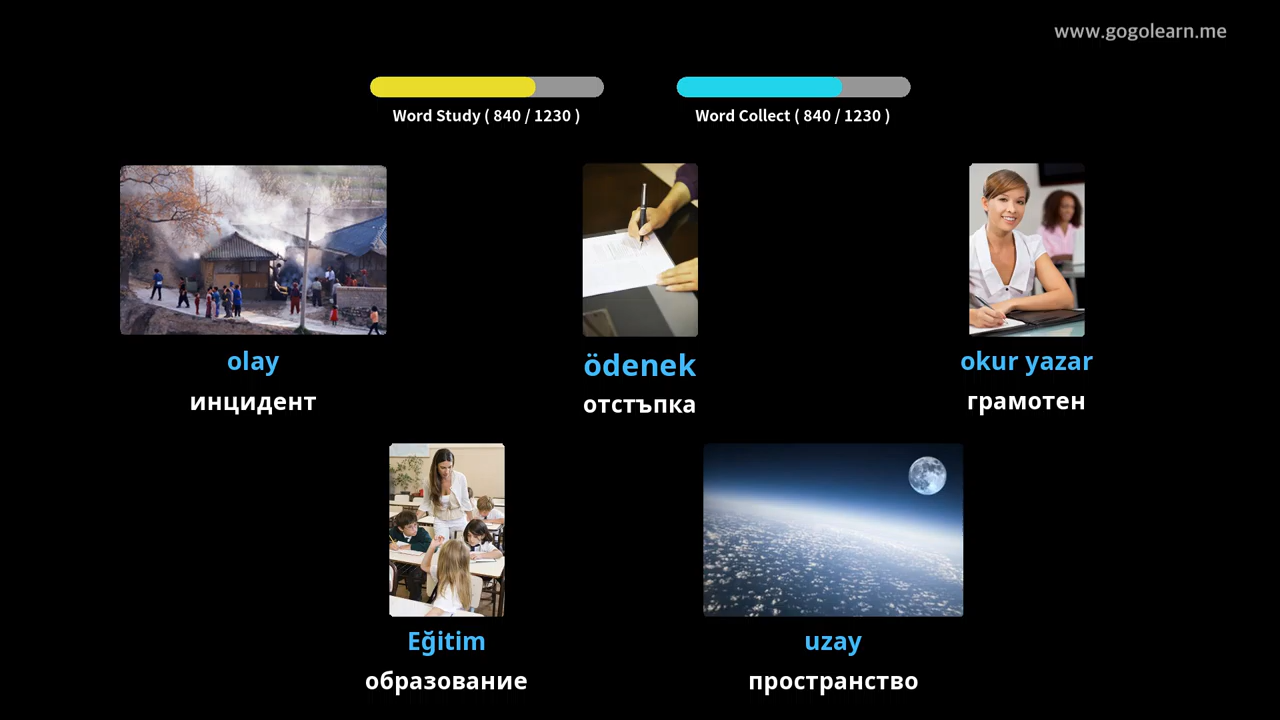 www.gogolearn.me
Word Study ( 840 / 1230 )
Word Collect ( 840 / 1230 )
olay
ödenek
okur yazar
инцидент
отстъпка
грамотен
Eğitim
uzay
образование
пространство